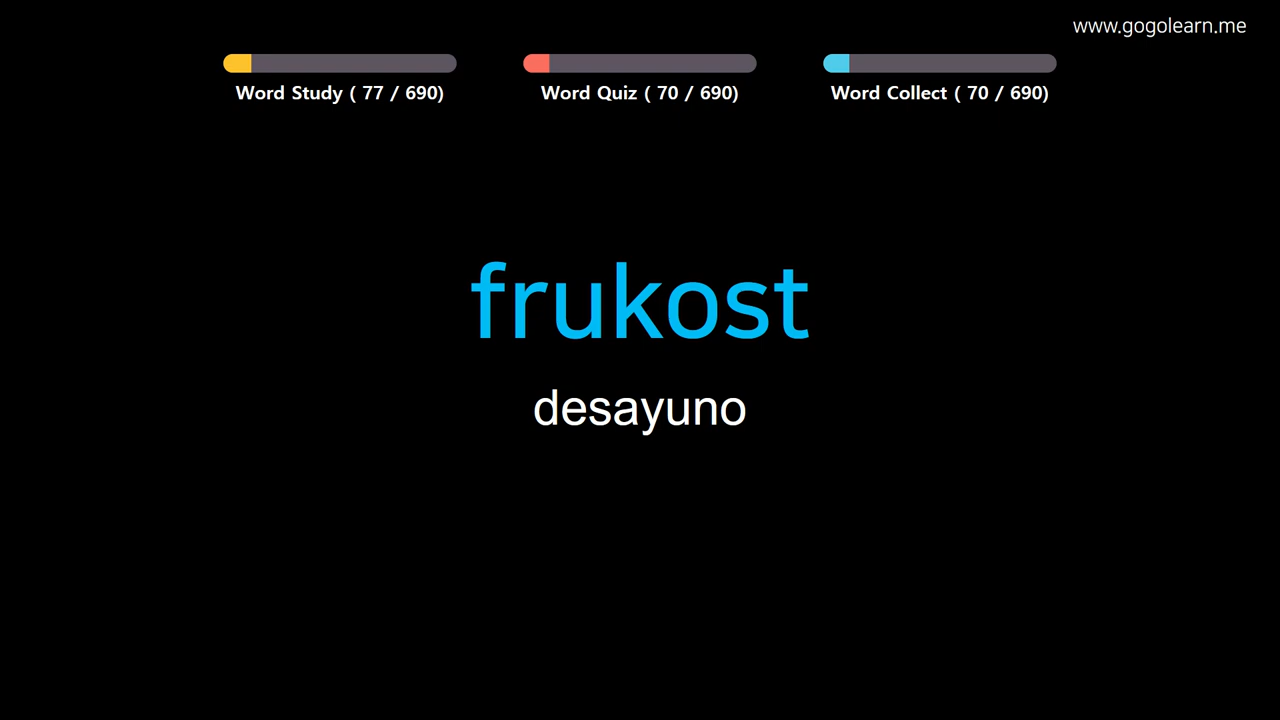 www.gogolearn.me
Word Study ( 77 / 690)
Word Quiz ( 70 / 690)
Word Collect ( 70 / 690)
frukost
desayuno